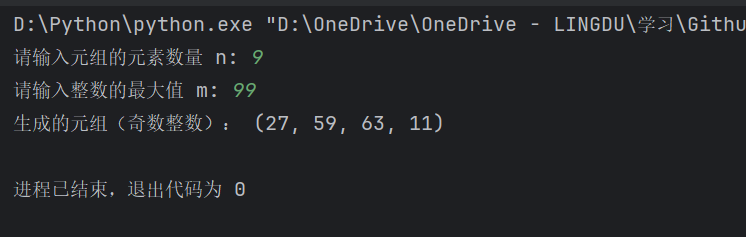 D:\Python\python.exe "D:\OneDrive\OneDrive - LINGDU\学习\Githu
请输入元组的元素数量 n: 9
请输入整数的最大值 m: 99
生成的元组（奇数整数）： (27, 59, 63, 11)
进程已结束，退出代码为 0